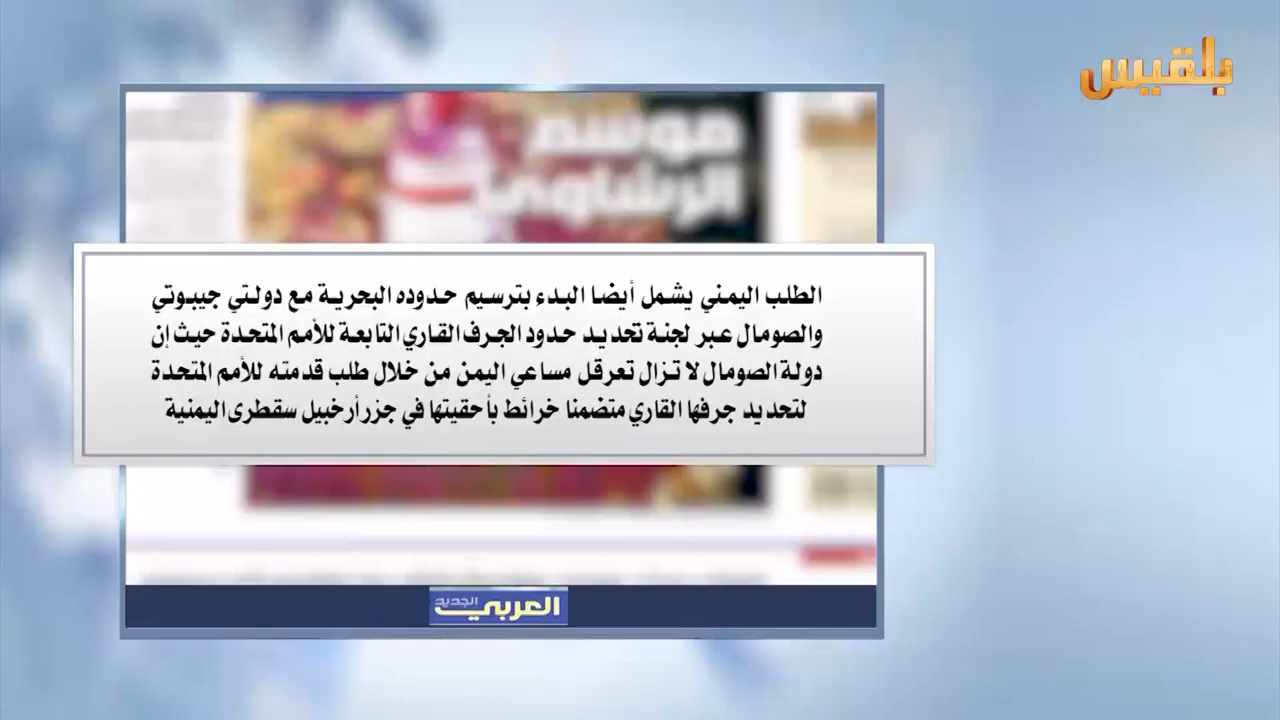 بلقيس
موسم
الرشاوى
الطلب اليمني يشمل أيضا البدء بترسيم حدوده البحرية مع دولتي جيبوتي
والصومال عبر لجنة تحديد حدود الجرف القاري التابعة للأمم المتحدة حيث إن
دولة الصومال لا تزال تعرقل مساعي اليمن من خلال طلب قدمته للأمم المتحدة
لتحديد جرفها القاري متضمنا خرائط بأحقيتها في جزر أرخبيل سقطرى اليمنية
العربي الجديد